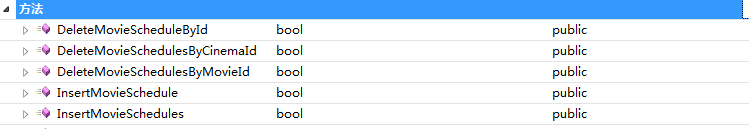 方法
DeleteMovieScheduleById bool public
DeleteMovieSchedulesByCinemaId bool public
DeleteMovieSchedulesByMovieId bool public
InsertMovieSchedule bool public
InsertMovieSchedules bool public